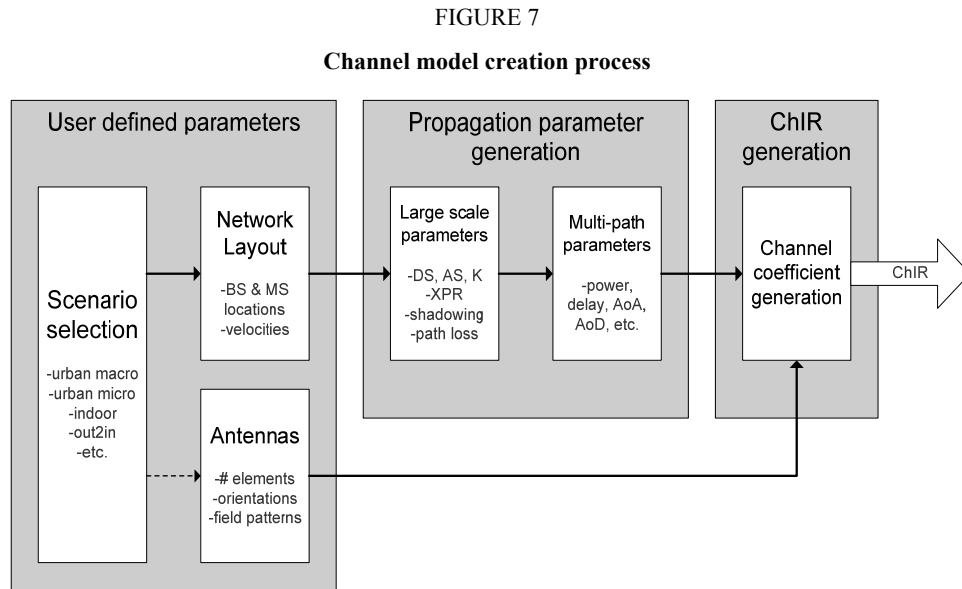 FIGURE 7
Channel model creation process
User defined parameters
Scenario
selection
-urban macro
-urban micro
-indoor
-out2in
-etc.
Network
Layout
-BS & MS
locations
-velocities
Antennas
-# elements
-orientations
-field patterns
Propagation parameter
generation
Large scale
parameters
-DS, AS, K
-XPR
-shadowing
-path loss
Multi-path
parameters
-power,
delay, AoA,
AoD, etc.
ChIR
generation
Channel
coefficient
generation
ChIR